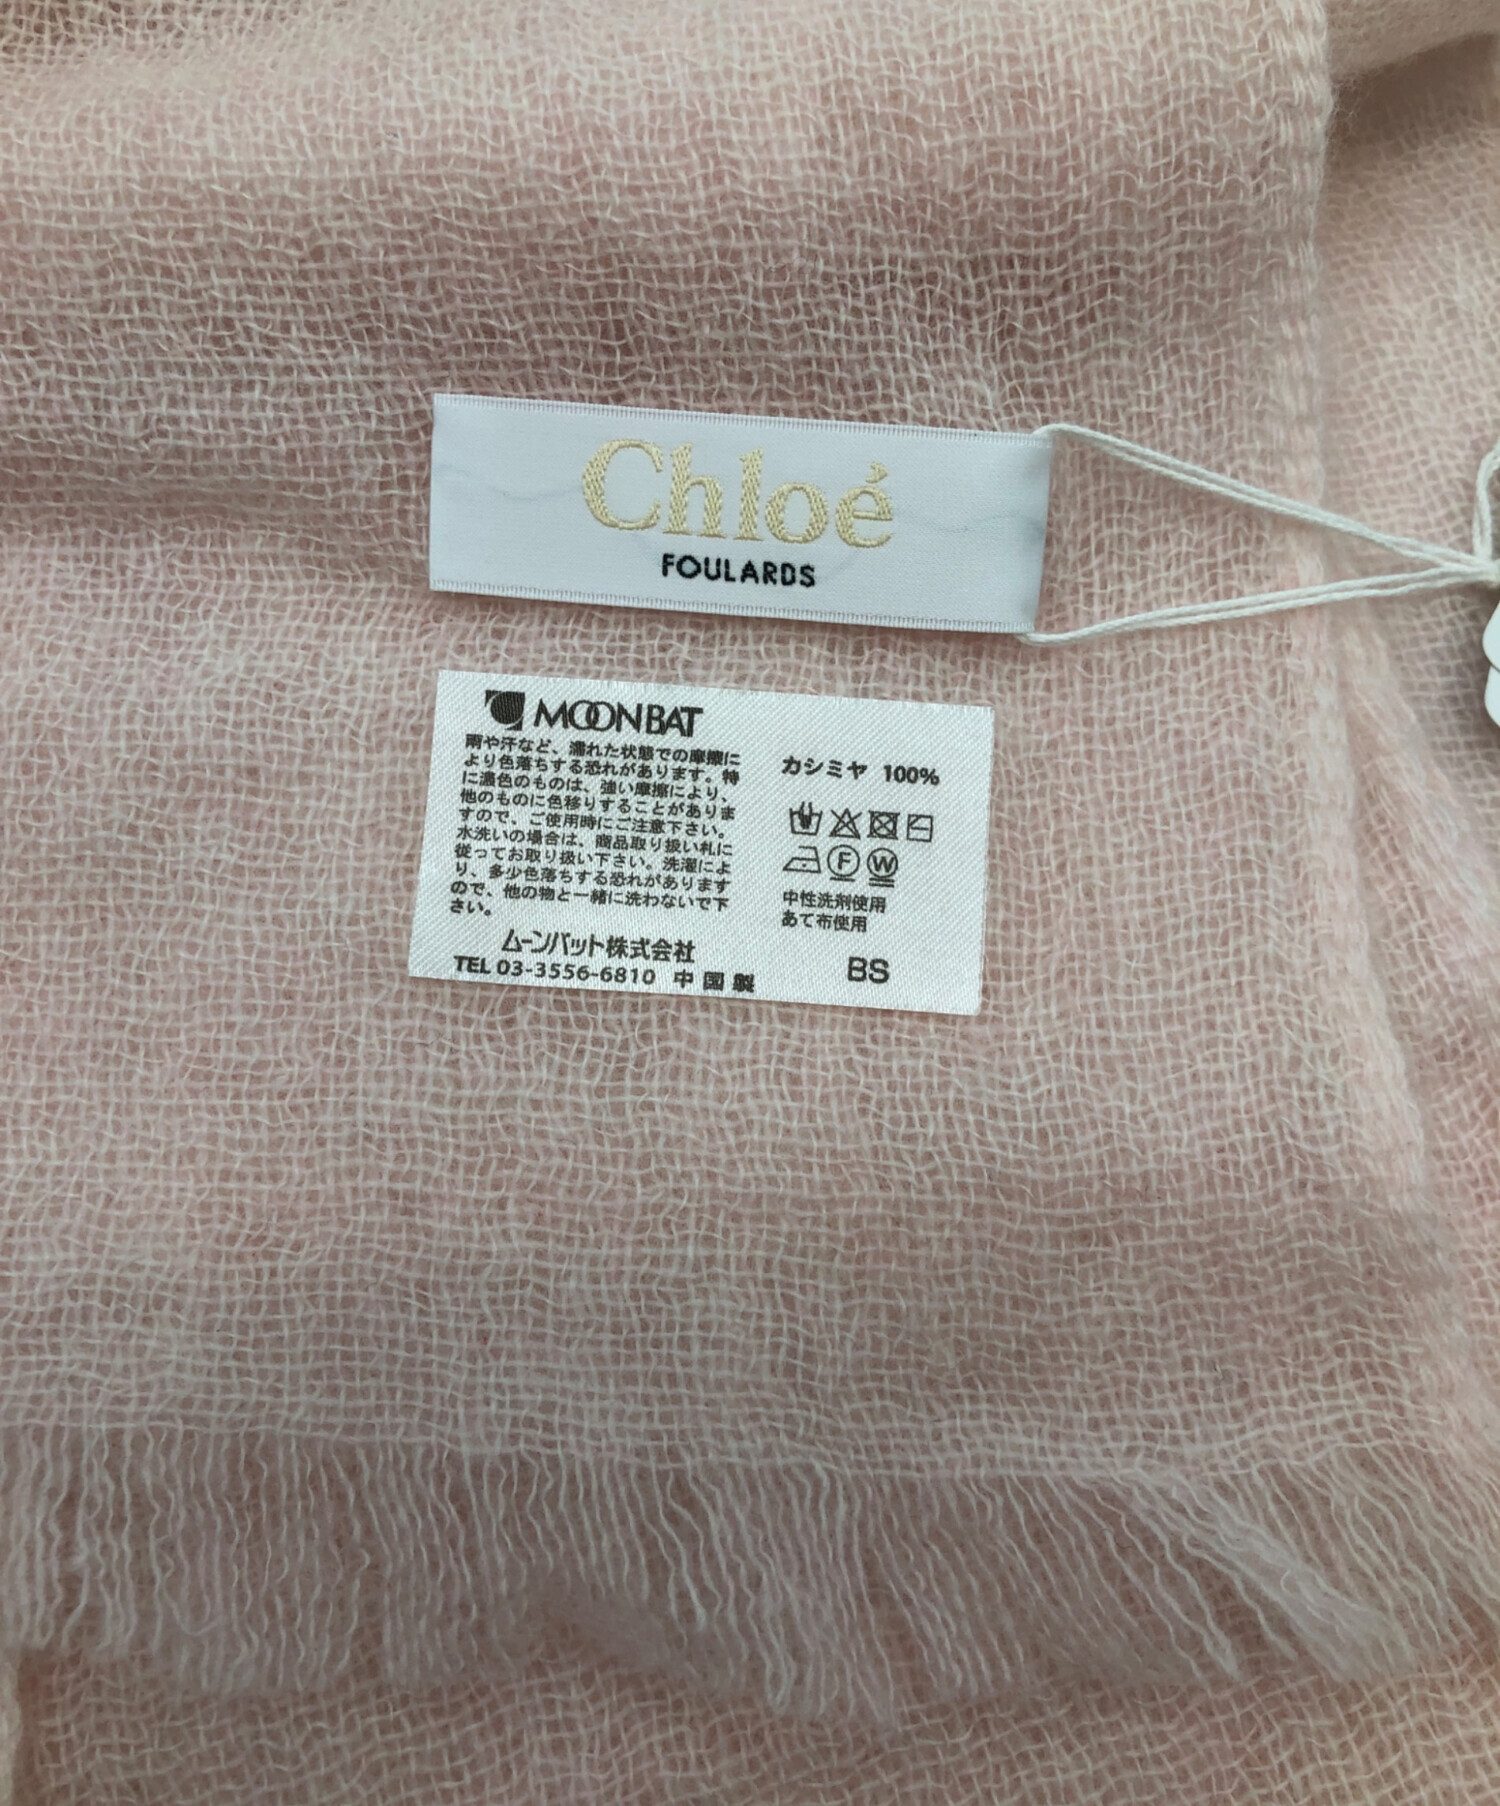 Chloé
FOULARDS
MOONBAT
雨や汗など、濡れた状態での摩擦に
より色落ちする恐れがあります。特
に濃色のものは、強い摩擦により、
他のものに色移りすることがありま
すので、ご使用時にご注意下さい。
水洗いの場合は、商品取り扱い札に
従ってお取り扱い下さい。洗濯によ
り、多少色落ちする恐れがあります
ので、他の物と一緒に洗わないで下
さい。
ムーンバット株式会社
TEL 03-3556-6810 中国製
カシミヤ 100%
F W
中性洗剤使用
あて布使用
BS